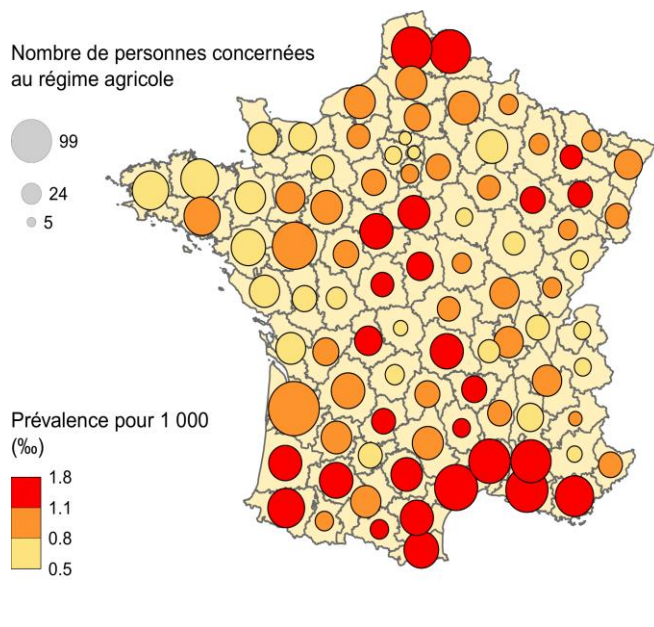 Nombre de personnes concernées
au régime agricole
99
24
5
Prévalence pour 1 000
(‰)
1.8
1.1
0.8
0.5